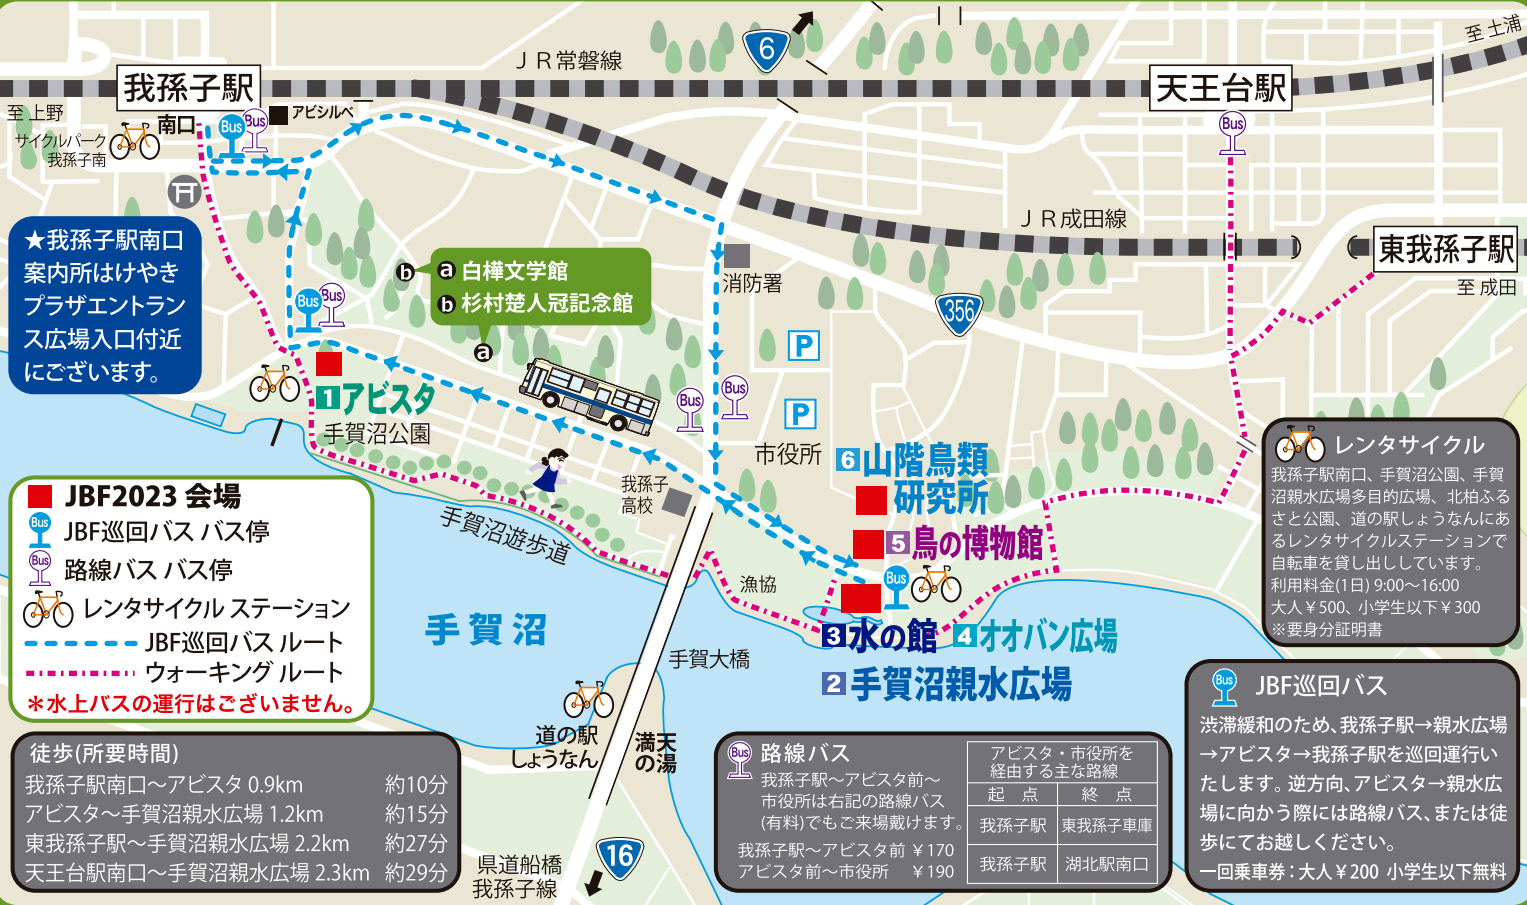 6
至 土浦
ＪＲ常磐線
我孫子駅
南口
アビシルベ
天王台駅
至上野
サイクルパーク
我孫子南
Bus
Bus
Bus
ＪＲ成田線
東我孫子駅
至 成田
★我孫子駅南口
案内所はけやき
プラザエントラン
ス広場入口付近
にございます。
ⓑ
ⓐ 白樺文学館
ⓑ 杉村楚人冠記念館
ⓐ
消防署
356
Bus
Bus
P
P
Bus
Bus
1アビスタ
手賀沼公園
市役所
6山階鳥類
研究所
5鳥の博物館
我孫子
高校
手賀沼遊歩道
漁協
Bus
3水の館
4オオバン広場
2手賀沼親水広場
手賀沼
手賀大橋
道の駅
しょうなん
満天
の湯
県道船橋
我孫子線
16
JBF2023 会場
Bus
JBF巡回バス バス停
Bus
路線バス バス停
レンタサイクル ステーション
JBF巡回バス ルート
ウォーキング ルート
＊水上バスの運行はございません。
徒歩(所要時間)
我孫子駅南口〜アビスタ 0.9km 約10分
アビスタ〜手賀沼親水広場 1.2km 約15分
東我孫子駅〜手賀沼親水広場 2.2km 約27分
天王台駅南口〜手賀沼親水広場 2.3km 約29分
Bus
路線バス
我孫子駅〜アビスタ前〜
市役所は右記の路線バス
(有料)でもご来場戴けます。
我孫子駅〜アビスタ前 ￥170
アビスタ前〜市役所 ￥190
アビスタ・市役所を
経由する主な路線
起 点 終 点
我孫子駅 東我孫子車庫
我孫子駅 湖北駅南口
レンタサイクル
我孫子駅南口、手賀沼公園、手賀
沼親水広場多目的広場、北柏ふる
さと公園、道の駅しょうなんにあ
るレンタサイクルステーションで
自転車を貸し出ししています。
利用料金(1日) 9:00〜16:00
大人￥500、小学生以下￥300
※要身分証明書
Bus
JBF巡回バス
渋滞緩和のため、我孫子駅→親水広場
→アビスタ→我孫子駅を巡回運行い
たします。逆方向、アビスタ→親水広
場に向かう際には路線バス、または徒
歩にてお越しください。
一回乗車券：大人￥200 小学生以下無料